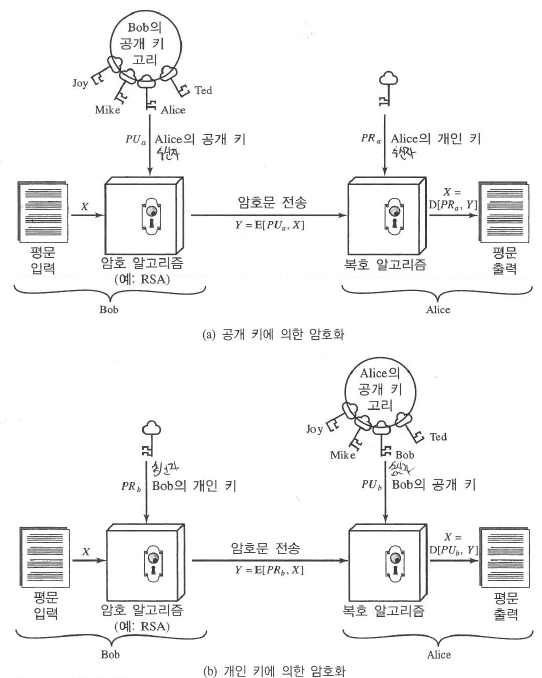 Bob의
공개 키
고리
Joy
Mike
Alice
Ted
PUa Alice의 공개 키
수신자
PRa Alice의 개인 키
수신자
X
X =
D[PRa, Y]
암호문 전송
Y = E[PUa, X]
평문
입력
암호 알고리즘
(예: RSA)
복호 알고리즘
평문
출력
Bob
Alice
(a) 공개 키에 의한 암호화
Alice의
공개 키
고리
Joy
Mike
Bob
Ted
PRb Bob의 개인 키
PUb Bob의 공개 키
X
X =
D[PUb, Y]
암호문 전송
Y = E[PRb, X]
평문
입력
암호 알고리즘
(예: RSA)
복호 알고리즘
평문
출력
Bob
Alice
(b) 개인 키에 의한 암호화